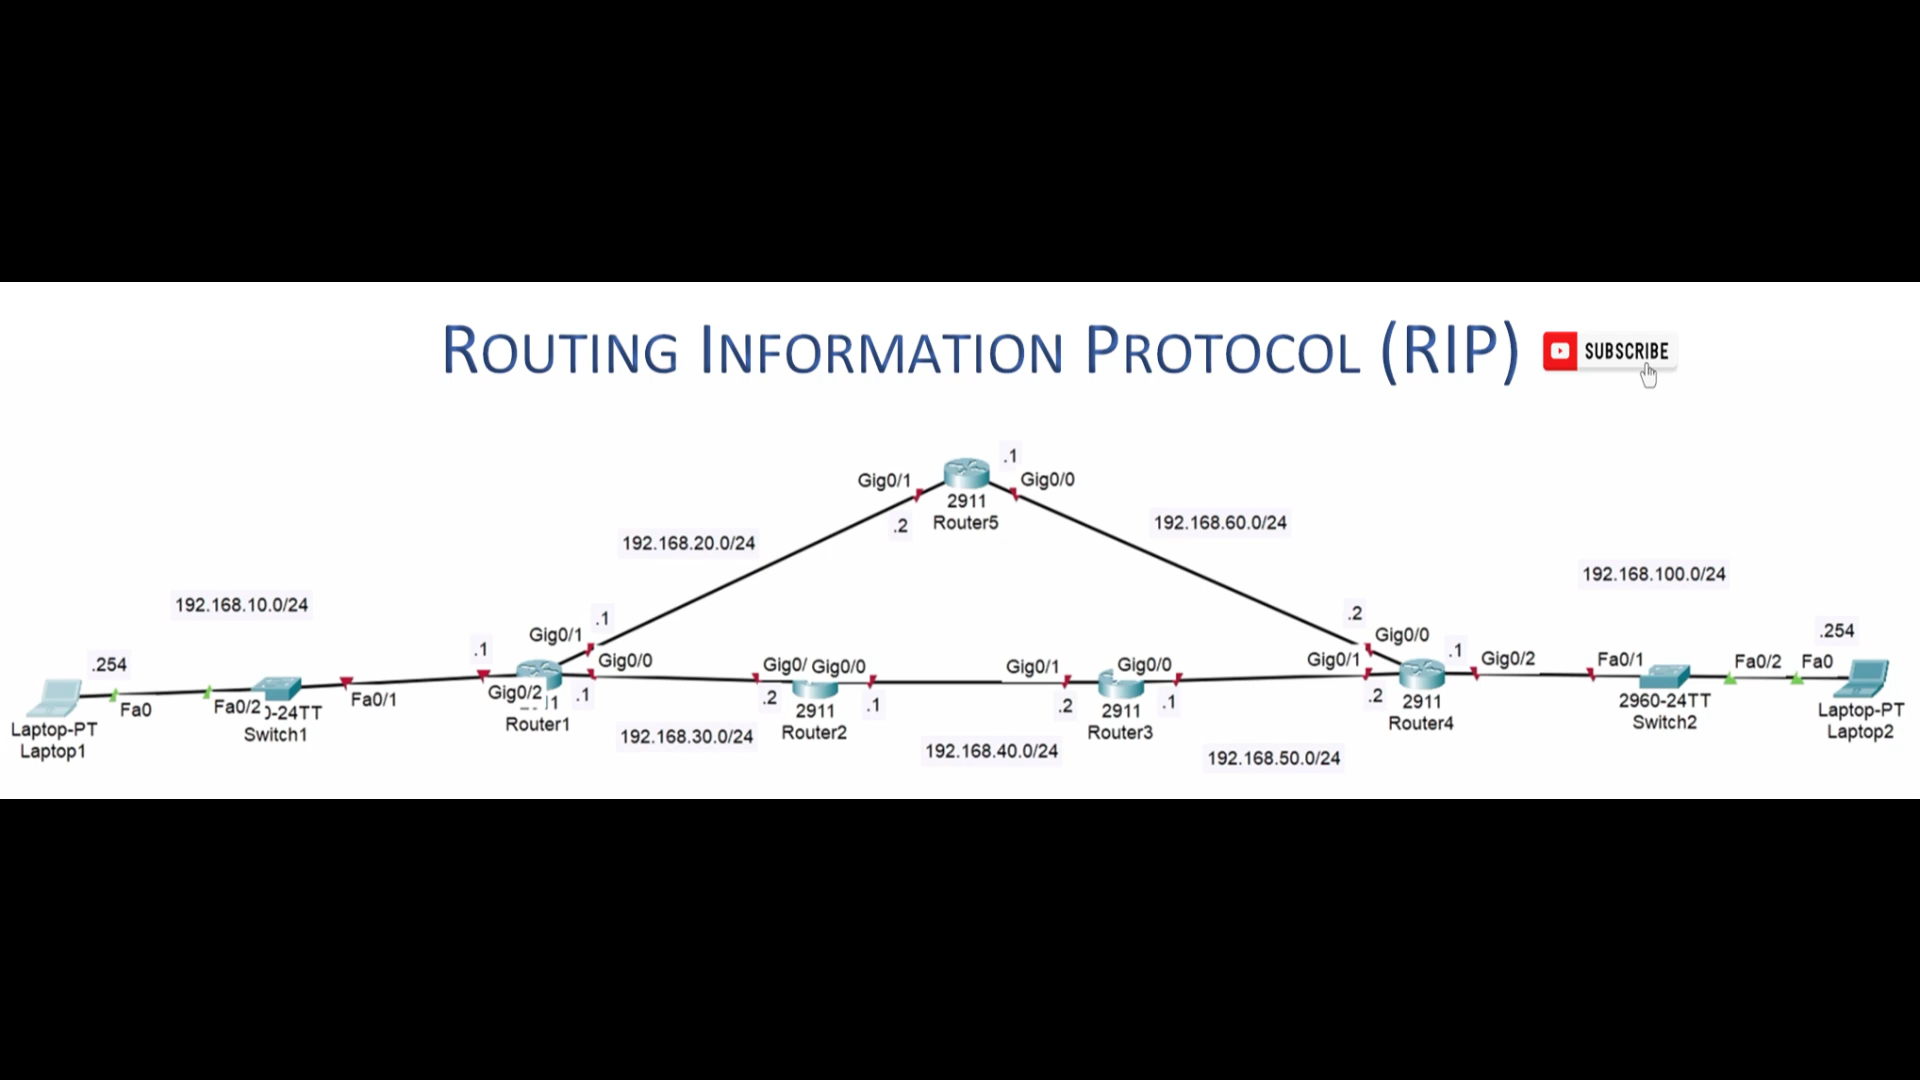 ROUTING INFORMATION PROTOCOL (RIP)
SUBSCRIBE
.1
Gig0/1
Gig0/0
2911
Router5
.2
192.168.20.0/24
192.168.60.0/24
192.168.10.0/24
192.168.100.0/24
.254
Fa0
Laptop-PT
Laptop1
Fa0/2
-24TT
Switch1
Fa0/1
.1
Gig0/2
Router1
Gig0/1
.1
Gig0/0
.1
192.168.30.0/24
Gig0/
.2
2911
Router2
Gig0/0
.1
192.168.40.0/24
Gig0/1
.2
2911
Router3
Gig0/0
.1
192.168.50.0/24
Gig0/1
.2
.2
Gig0/0
2911
Router4
.1
Gig0/2
Fa0/1
2960-24TT
Switch2
Fa0/2
Fa0
.254
Laptop-PT
Laptop2